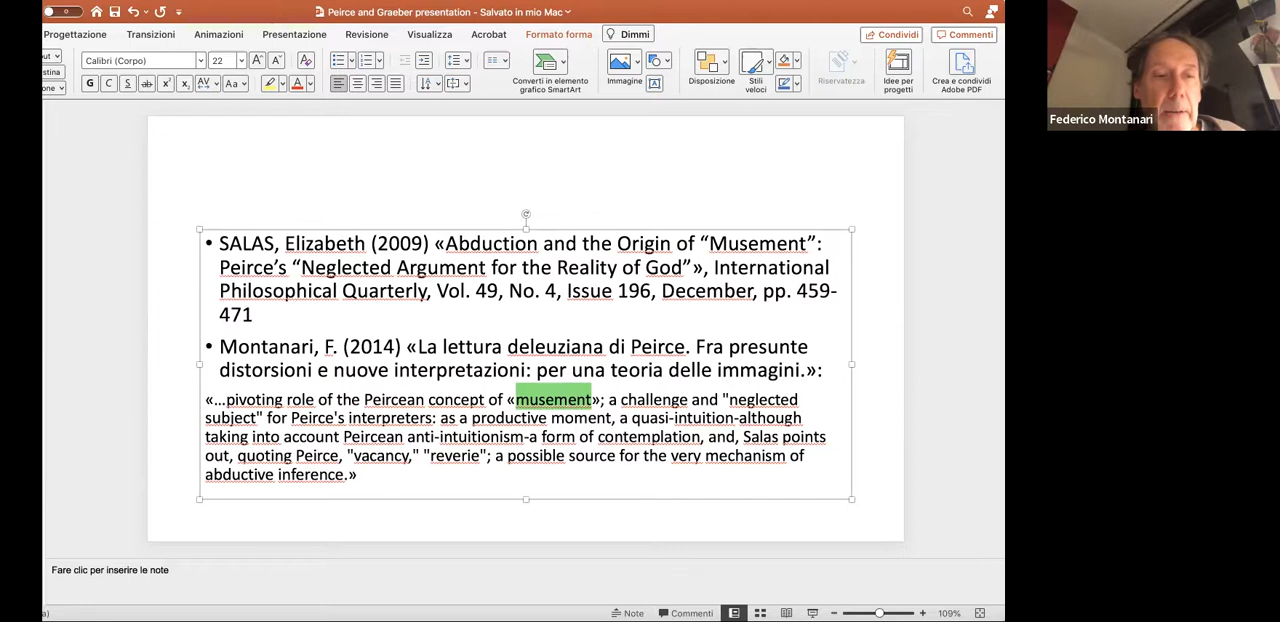 Peirce and Graeber presentation - Salvato in mio Mac
Progettazione Transizioni Animazioni Presentazione Revisione Visualizza Acrobat Formato forma Dimmi Condividi Commenti
Calibri (Corpo) 22
G C S ab x² x₂ AV Aa A
Converti in elemento
grafico SmartArt
Immagine
Disposizione
Stili
veloci
Riservatezza
Idee per
progetti
Crea e condividi
Adobe PDF
Federico Montanari
• SALAS, Elizabeth (2009) «Abduction and the Origin of “Musement”:
Peirce’s “Neglected Argument for the Reality of God”», International
Philosophical Quarterly, Vol. 49, No. 4, Issue 196, December, pp. 459-
471
• Montanari, F. (2014) «La lettura deleuziana di Peirce. Fra presunte
distorsioni e nuove interpretazioni: per una teoria delle immagini.»:
«...pivoting role of the Peircean concept of «musement»; a challenge and "neglected
subject" for Peirce's interpreters: as a productive moment, a quasi-intuition-although
taking into account Peircean anti-intuitionism-a form of contemplation, and, Salas points
out, quoting Peirce, "vacancy," "reverie"; a possible source for the very mechanism of
abductive inference.»
Fare clic per inserire le note
Note Commenti 109%